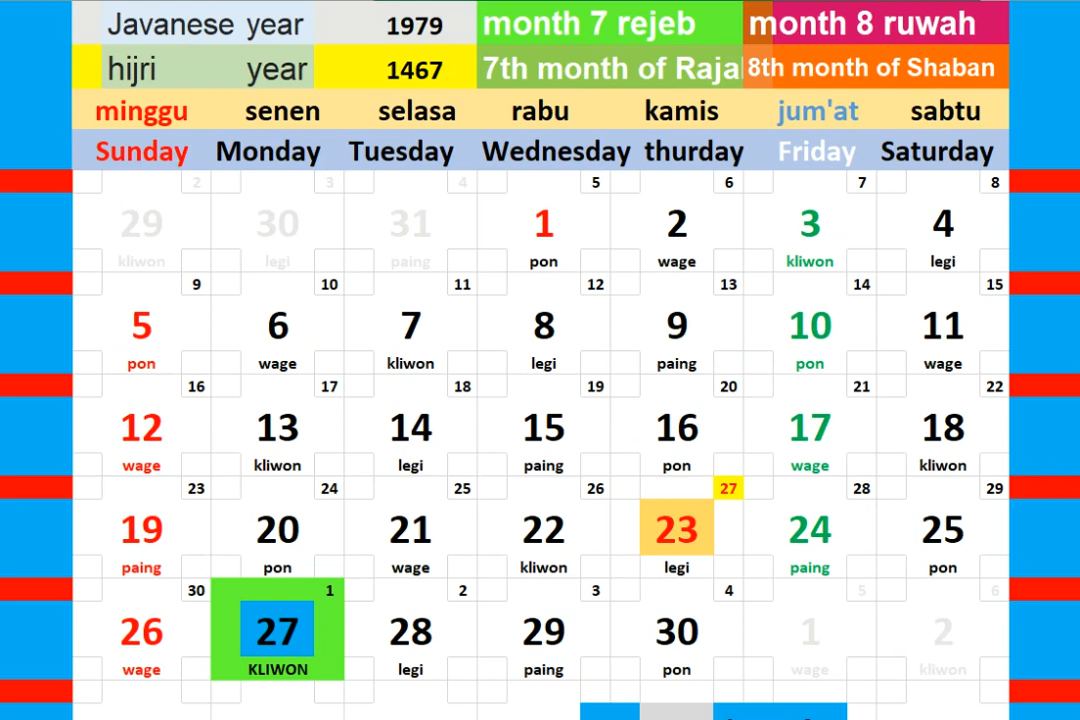 Javanese year 1979 month 7 rejeb month 8 ruwah
hijri year 1467 7th month of Raja 8th month of Shaban
minggu senen selasa rabu kamis jum'at sabtu
Sunday Monday Tuesday Wednesday thurday Friday Saturday
2 3 4 5 6 7 8
29 30 31 1 2 3 4
kliwon legi paing pon wage kliwon legi
9 10 11 12 13 14 15
5 6 7 8 9 10 11
pon wage kliwon legi paing pon wage
16 17 18 19 20 21 22
12 13 14 15 16 17 18
wage kliwon legi paing pon wage kliwon
23 24 25 26 27 28 29
19 20 21 22 23 24 25
paing pon wage kliwon legi paing pon
30 1 2 3 4 5 6
26 27 28 29 30 1 2
wage KLIWON legi paing pon wage kliwon